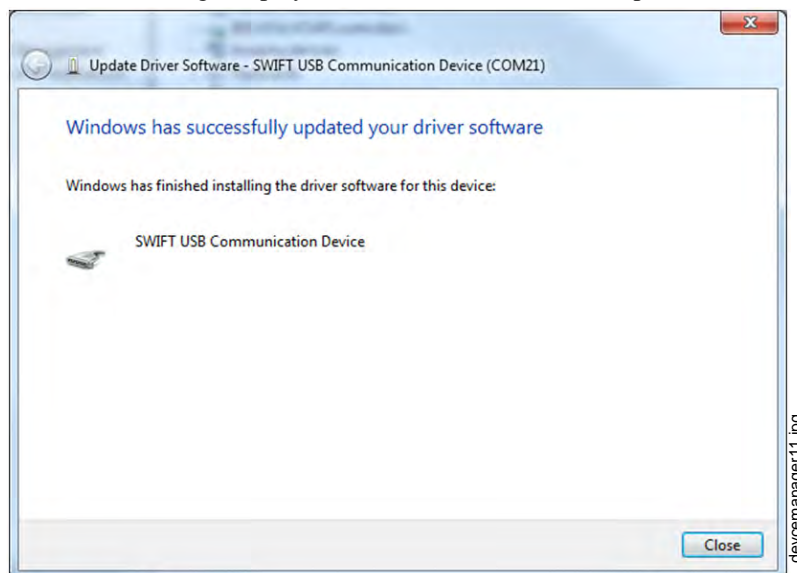 Update Driver Software - SWIFT USB Communication Device (COM21)
Windows has successfully updated your driver software
Windows has finished installing the driver software for this device:
SWIFT USB Communication Device
Close
devcemanager11.jpg